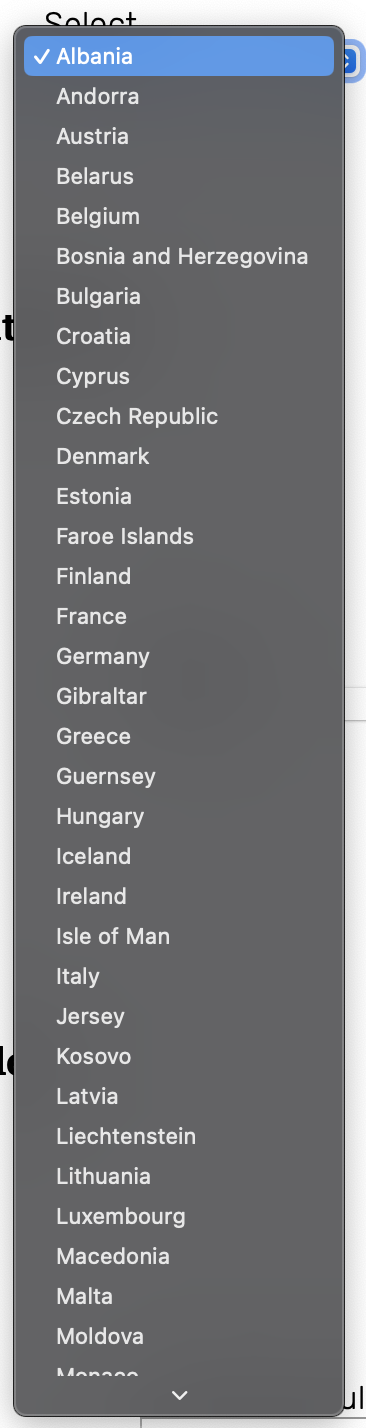 Select
Albania
Andorra
Austria
Belarus
Belgium
Bosnia and Herzegovina
Bulgaria
Croatia
Cyprus
Czech Republic
Denmark
Estonia
Faroe Islands
Finland
France
Germany
Gibraltar
Greece
Guernsey
Hungary
Iceland
Ireland
Isle of Man
Italy
Jersey
Kosovo
Latvia
Liechtenstein
Lithuania
Luxembourg
Macedonia
Malta
Moldova
Monaco